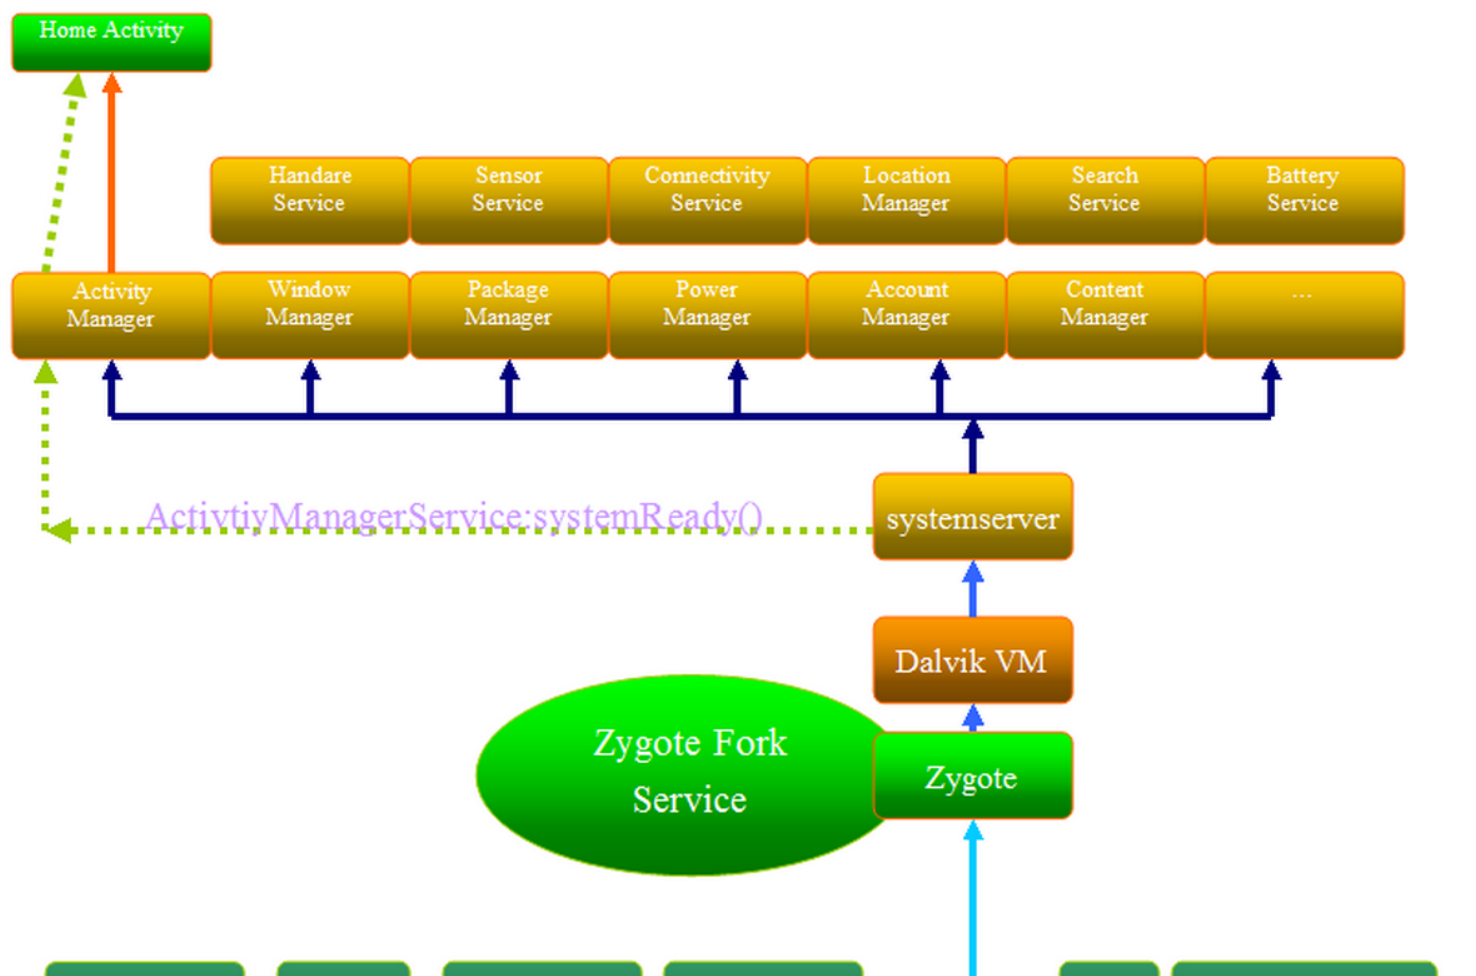 Home Activity
Handare
Service
Sensor
Service
Connectivity
Service
Location
Manager
Search
Service
Battery
Service
Activity
Manager
Window
Manager
Package
Manager
Power
Manager
Account
Manager
Content
Manager
...
ActivtiyManagerService:systemReady()
systemserver
Dalvik VM
Zygote Fork
Service
Zygote